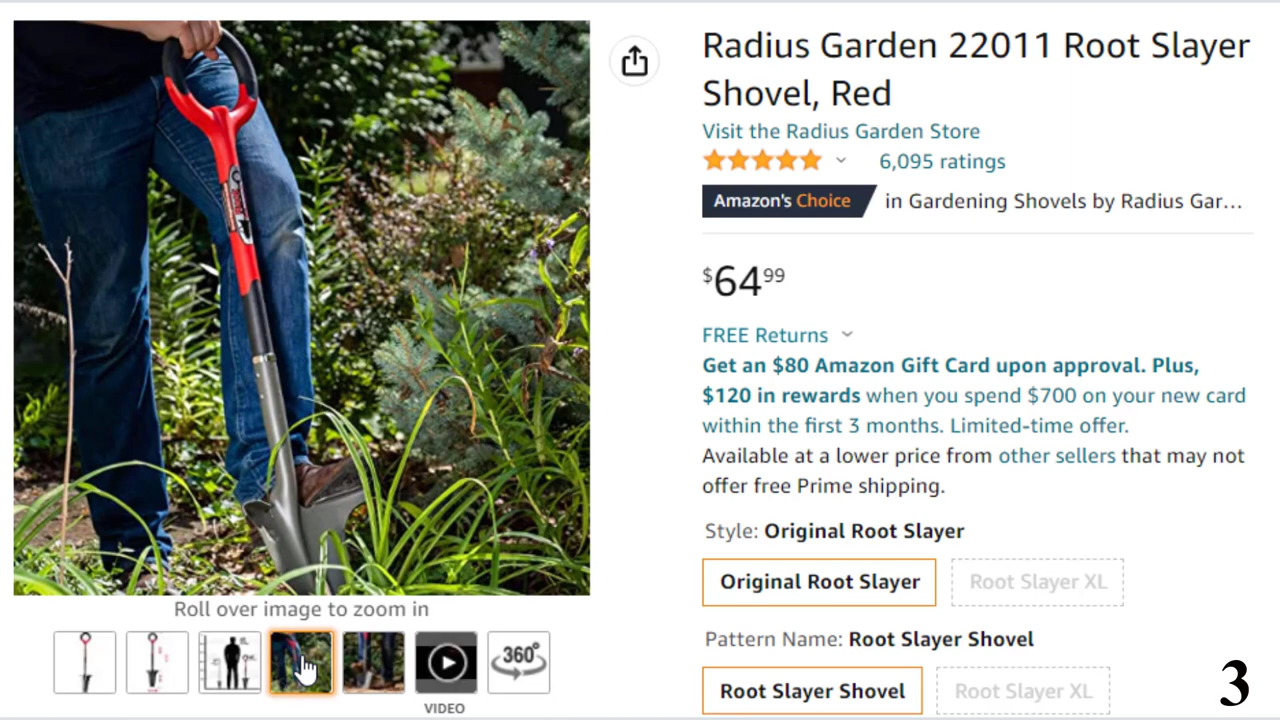 Radius Garden 22011 Root Slayer
Shovel, Red
Visit the Radius Garden Store
6,095 ratings
Amazon's Choice in Gardening Shovels by Radius Gar...
$64.99
FREE Returns
Get an $80 Amazon Gift Card upon approval. Plus,
$120 in rewards when you spend $700 on your new card
within the first 3 months. Limited-time offer.
Available at a lower price from other sellers that may not
offer free Prime shipping.
Style: Original Root Slayer
Original Root Slayer Root Slayer XL
Pattern Name: Root Slayer Shovel
Root Slayer Shovel Root Slayer XL
Roll over image to zoom in
360°
VIDEO
3